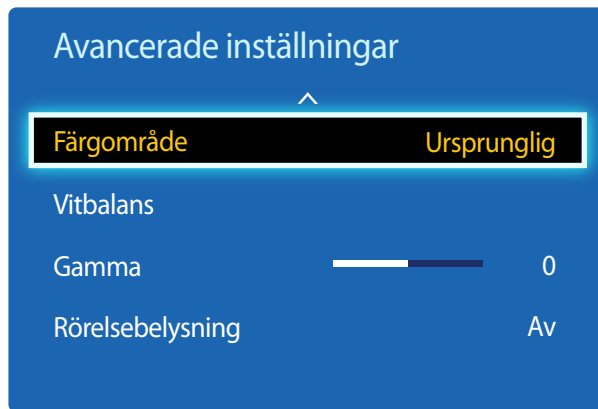 Avancerade inställningar
Färgområde Ursprunglig
Vitbalans
Gamma 0
Rörelsebelysning Av